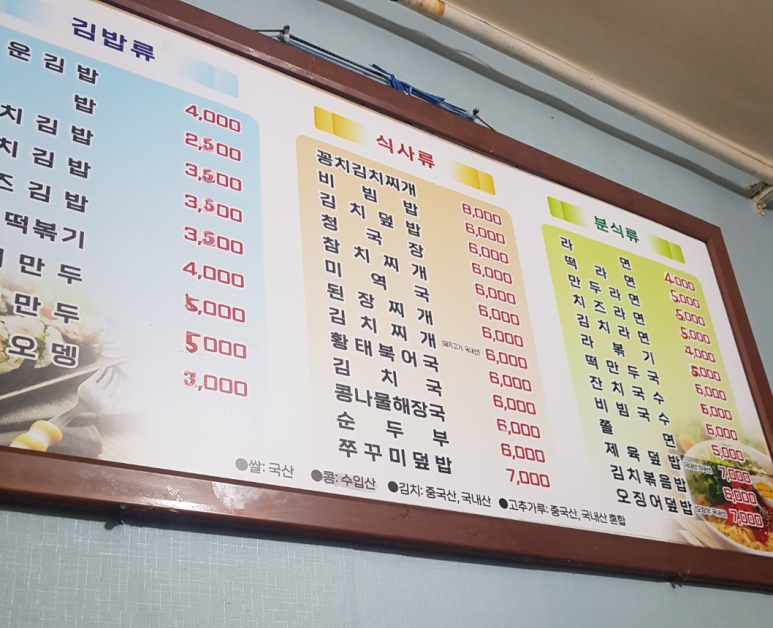 김밥류
운김밥 4,000
밥 2,500
치김밥 3,500
치김밥 3,500
즈김밥 3,500
떡볶기 4,000
만두 5,000
만두 5,000
오뎅 3,000
식사류
꽁치김치찌개 8,000
비빔밥 6,000
김치덮밥 6,000
청국장 6,000
참치찌개 6,000
미역국 6,000
된장찌개 6,000
김치찌개 (돼지고기 국내산) 6,000
황태북어국 6,000
김치국 6,000
콩나물해장국 6,000
순두부 6,000
쭈꾸미덮밥 7,000
분식류
라면 4,000
떡라면 5,000
만두라면 5,000
치즈라면 5,000
김치라면 4,000
라볶기 5,000
떡만두국 6,000
잔치국수 6,000
비빔국수 6,000
쫄면 5,000
제육덮밥 7,000
김치볶음밥 6,000
오징어덮밥 7,000
●쌀: 국산 ●콩: 수입산 ●김치: 중국산, 국내산 ●고추가루: 중국산, 국내산 혼합